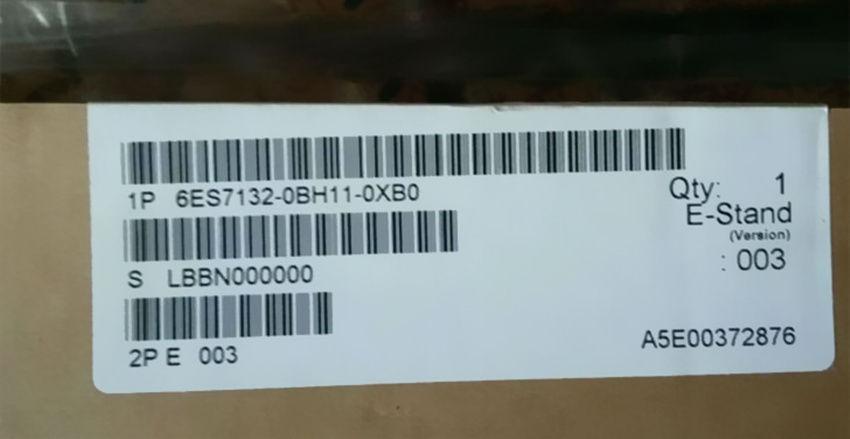 1P 6ES7132-0BH11-0XB0
Qty: 1
E-Stand
(Version)
S LBBN000000
: 003
2P E 003
A5E00372876